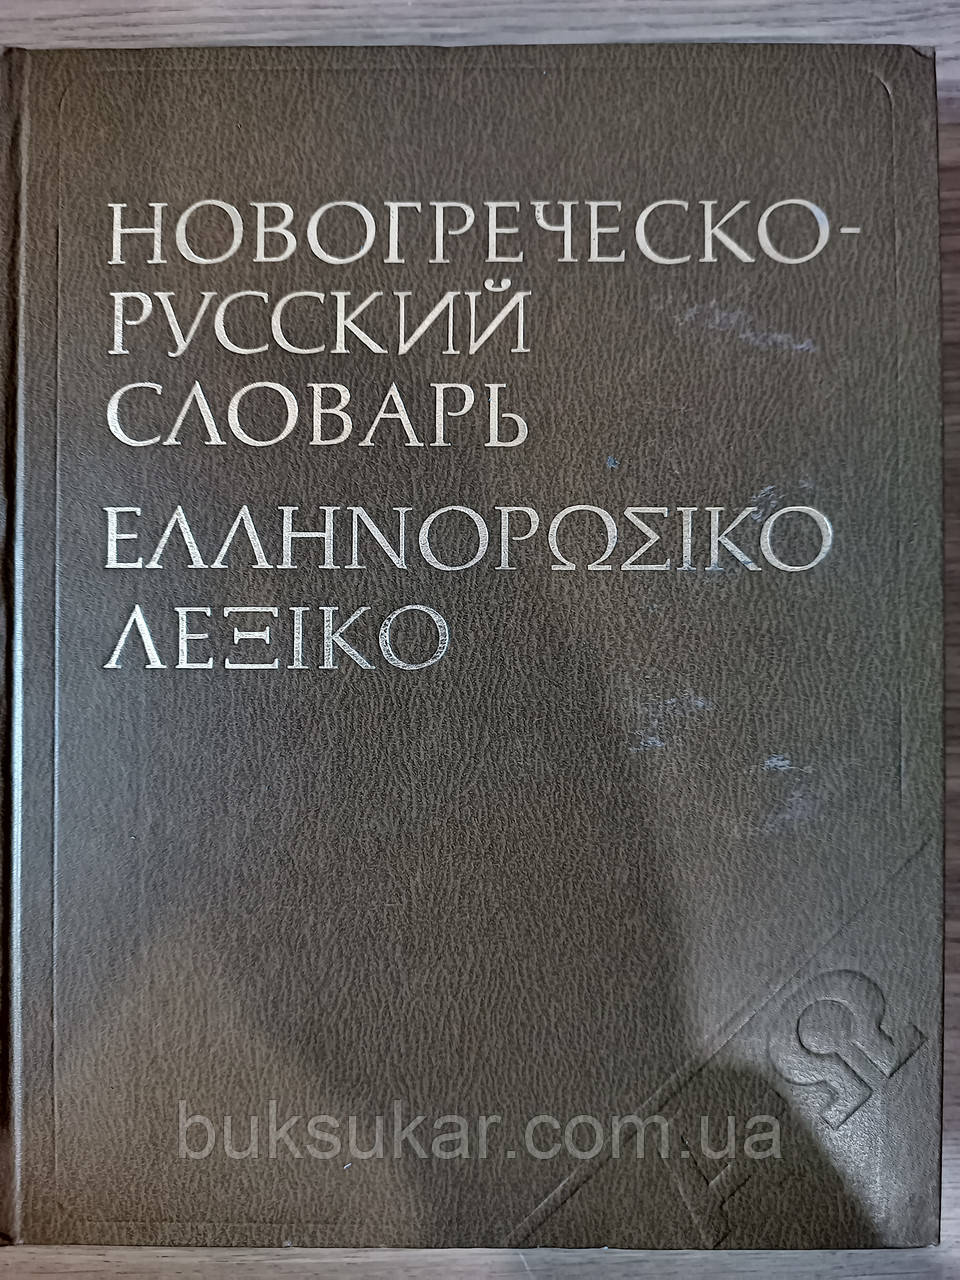 НОВОГРЕЧЕСКО-
РУССКИЙ
СЛОВАРЬ
ΕΛΛΗΝΟΡΩΣΙΚΟ
ΛΕΞΙΚΟ
Ω
buksukar.com.ua